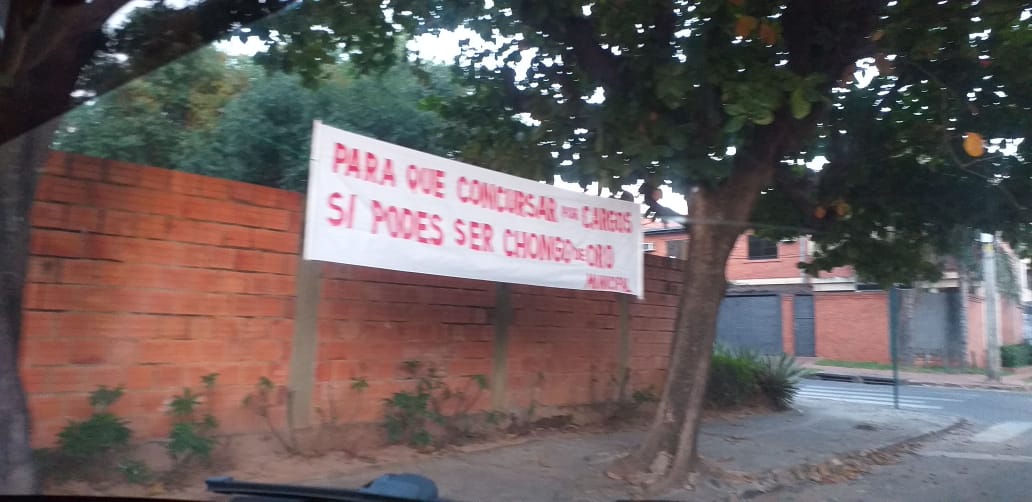 PARA QUE CONCURSAR POR CARGOS
SI PODES SER CHONGO DE ORO
MUNICIPAL